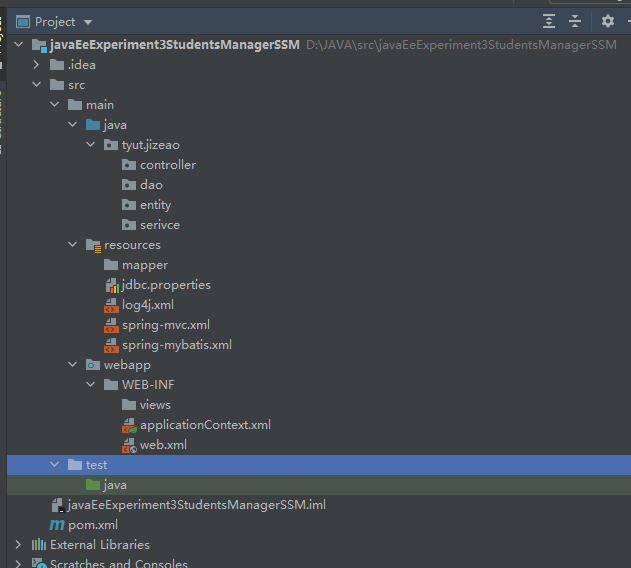 Project
javaEeExperiment3StudentsManagerSSM D:\JAVA\src\javaEeExperiment3StudentsManagerSSM
.idea
src
main
java
tyut.jizeao
controller
dao
entity
serivce
resources
mapper
jdbc.properties
log4j.xml
spring-mvc.xml
spring-mybatis.xml
webapp
WEB-INF
views
applicationContext.xml
web.xml
test
java
javaEeExperiment3StudentsManagerSSM.iml
pom.xml
External Libraries
Scratches and Consoles